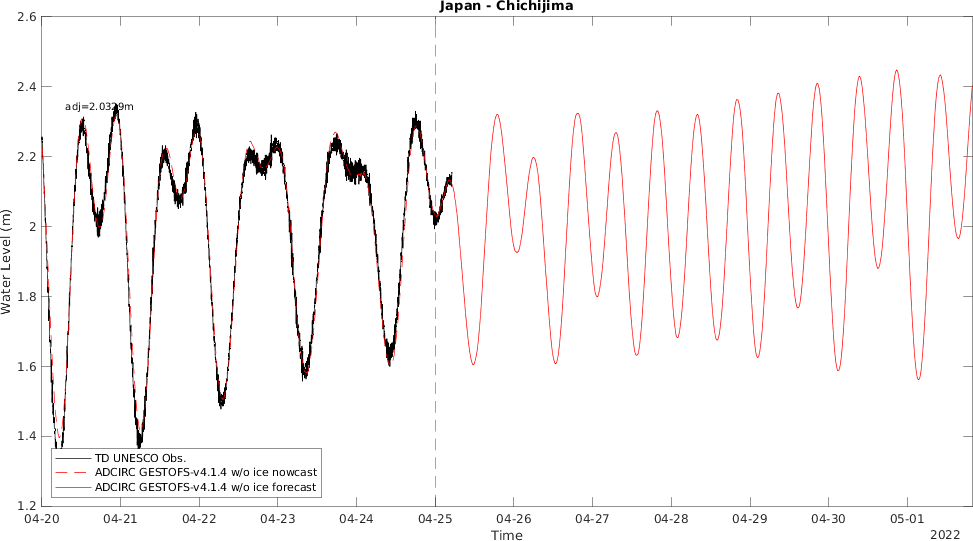 Japan - Chichijima
2.6
2.4
adj=2.0329m
2.2
2
Water Level (m)
1.8
1.6
1.4
TD UNESCO Obs.
ADCIRC GESTOFS-v4.1.4 w/o ice nowcast
ADCIRC GESTOFS-v4.1.4 w/o ice forecast
1.2
04-20 04-21 04-22 04-23 04-24 04-25 04-26 04-27 04-28 04-29 04-30 05-01
Time 2022